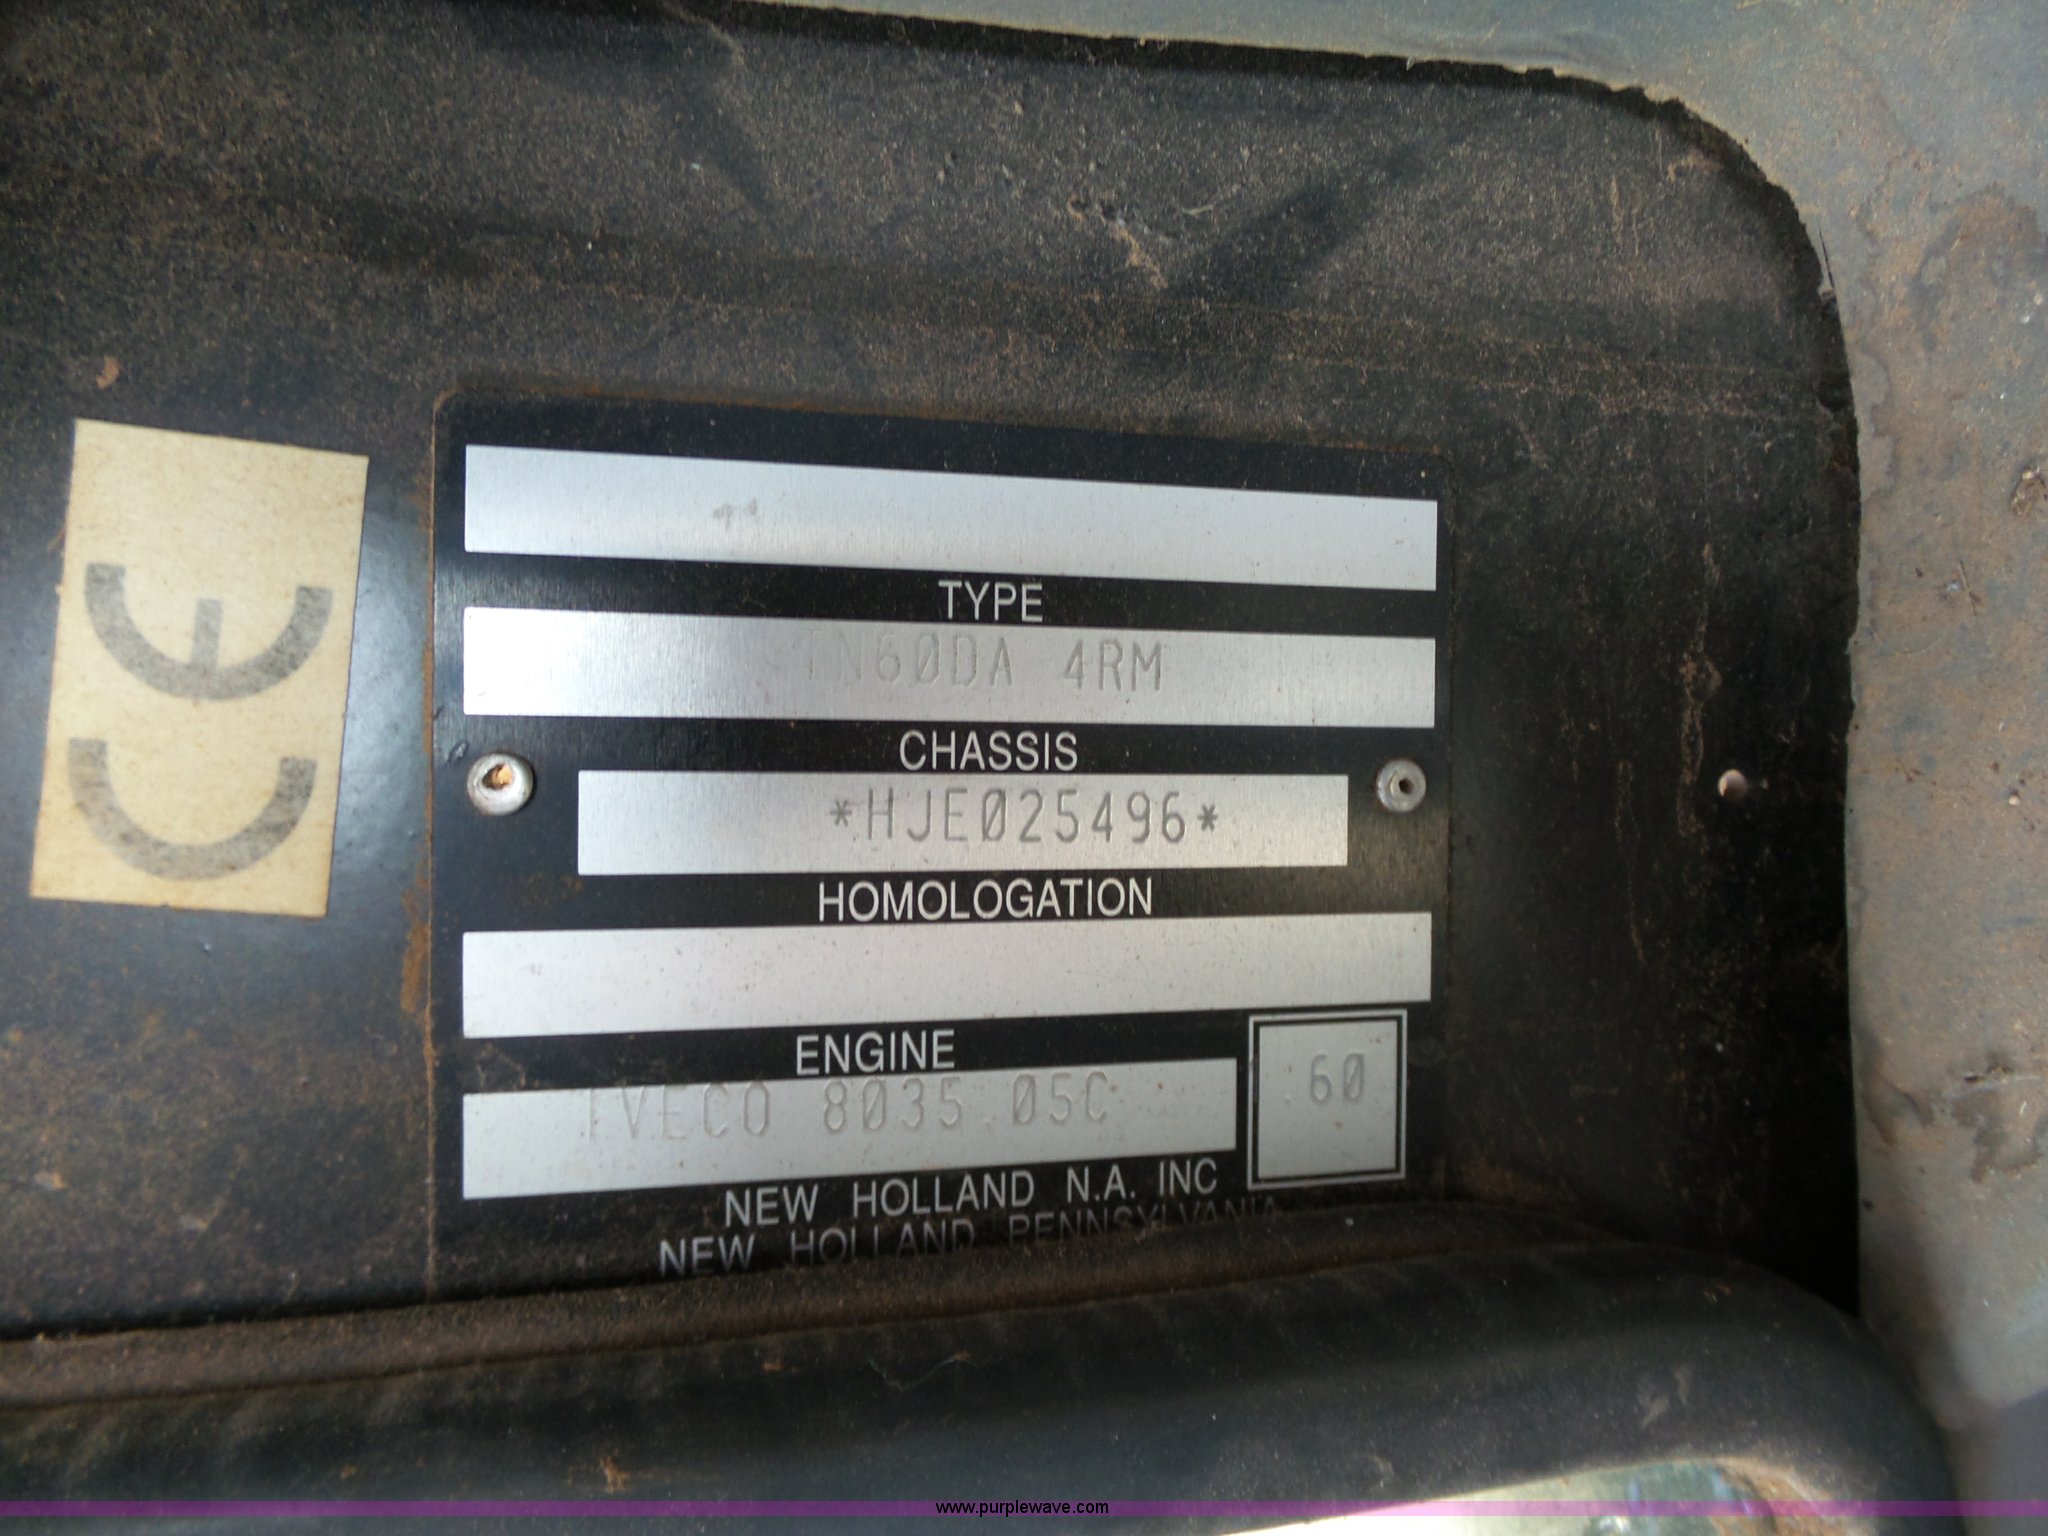 CE
TYPE
TN60DA 4RM
CHASSIS
*HJE025496*
HOMOLOGATION
ENGINE
IVECO 8035.05C
60
NEW HOLLAND N.A. INC
NEW HOLLAND PENNSYLVANIA
www.purplewave.com